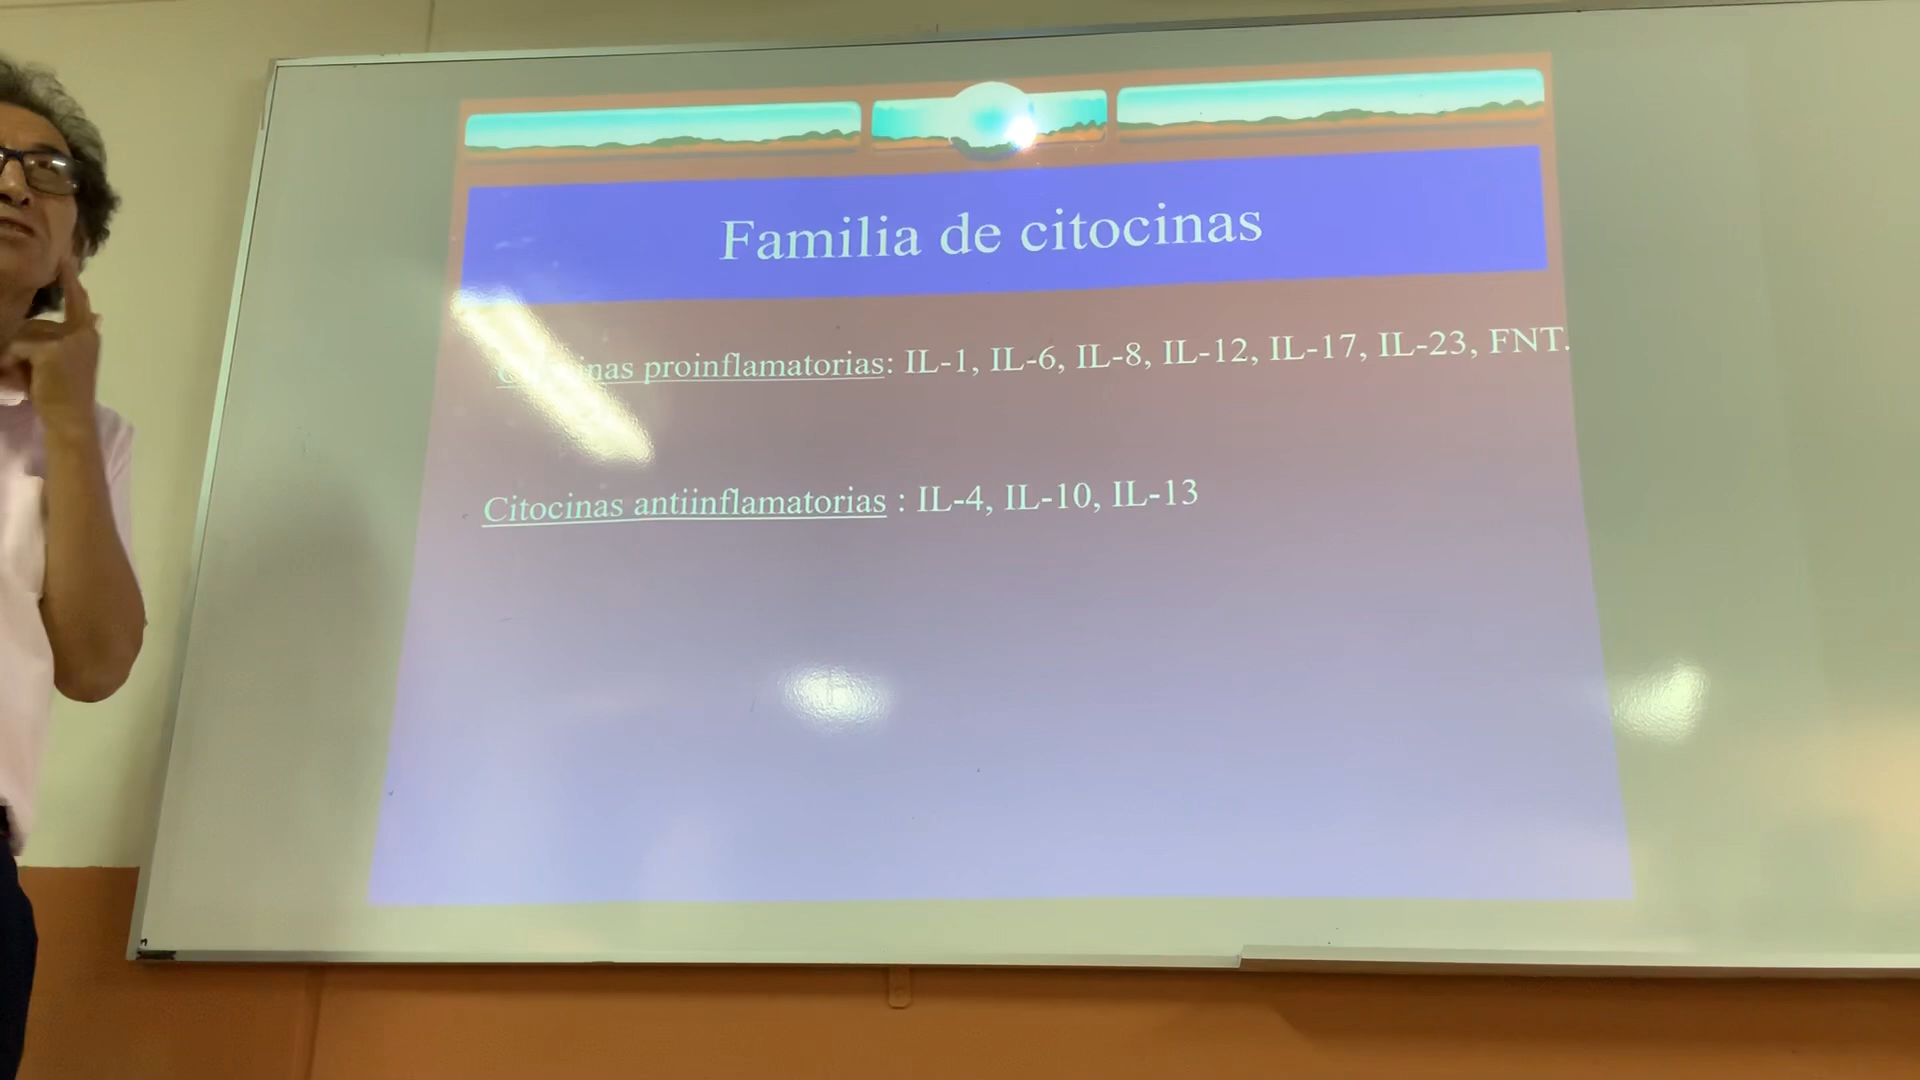 Familia de citocinas
Citocinas proinflamatorias: IL-1, IL-6, IL-8, IL-12, IL-17, IL-23, FNT.
Citocinas antiinflamatorias : IL-4, IL-10, IL-13